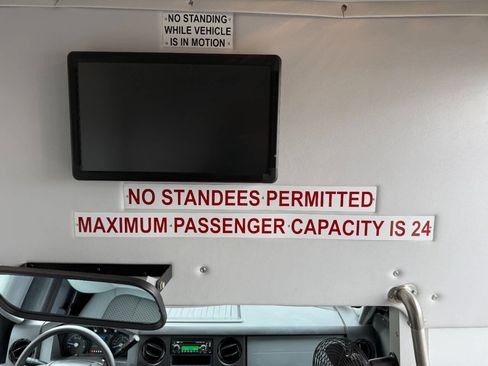 NO STANDING
WHILE VEHICLE
IS IN MOTION
NO STANDEES PERMITTED
MAXIMUM PASSENGER CAPACITY IS 24